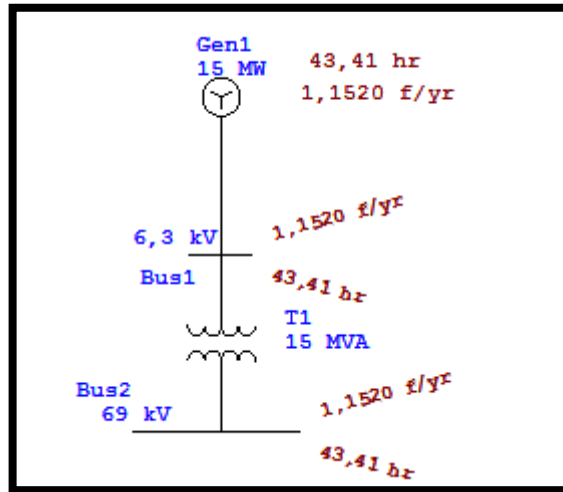 Gen1
15 MW
43,41 hr
1,1520 f/yr
1,1520 f/yr
6,3 kV
Bus1
43,41 hr
T1
15 MVA
Bus2
69 kV
1,1520 f/yr
43,41 hr